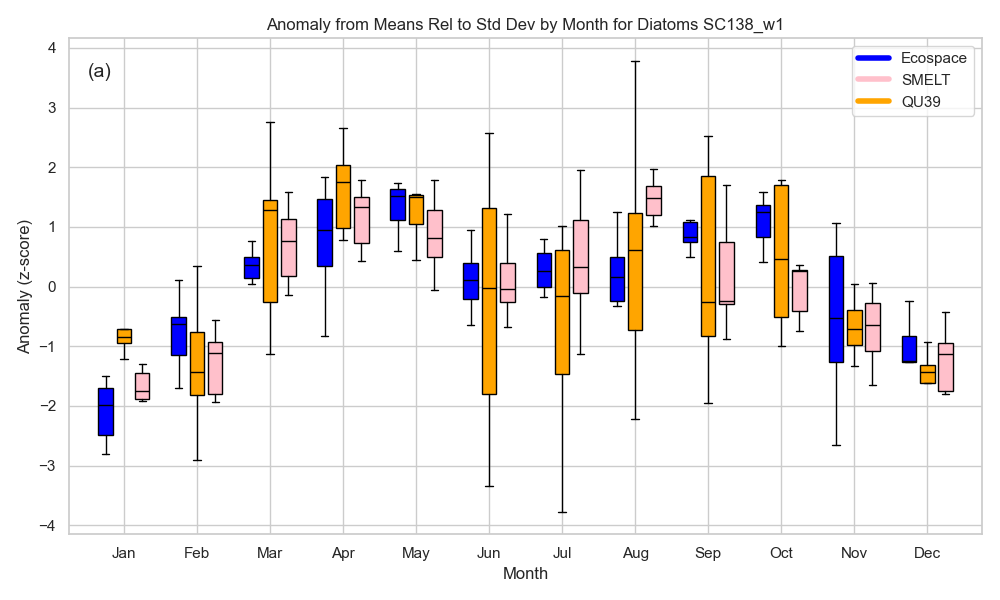 Anomaly from Means Rel to Std Dev by Month for Diatoms SC138_w1
(a)
Ecospace
SMELT
QU39
Anomaly (z-score)
4
3
2
1
0
−1
−2
−3
−4
Jan Feb Mar Apr May Jun Jul Aug Sep Oct Nov Dec
Month